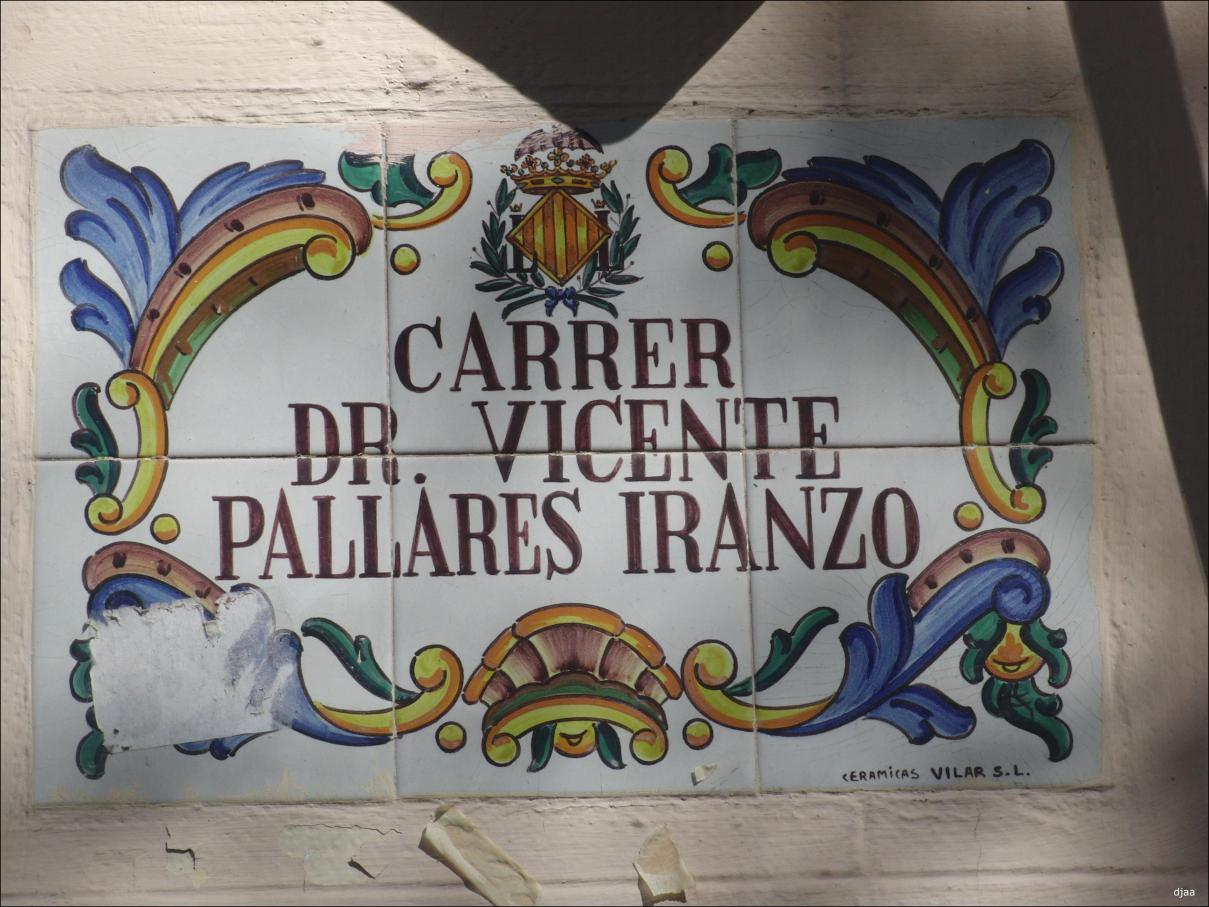 CARRER
DR. VICENTE
PALLARES IRANZO
CERAMICAS VILAR S.L.
djaa